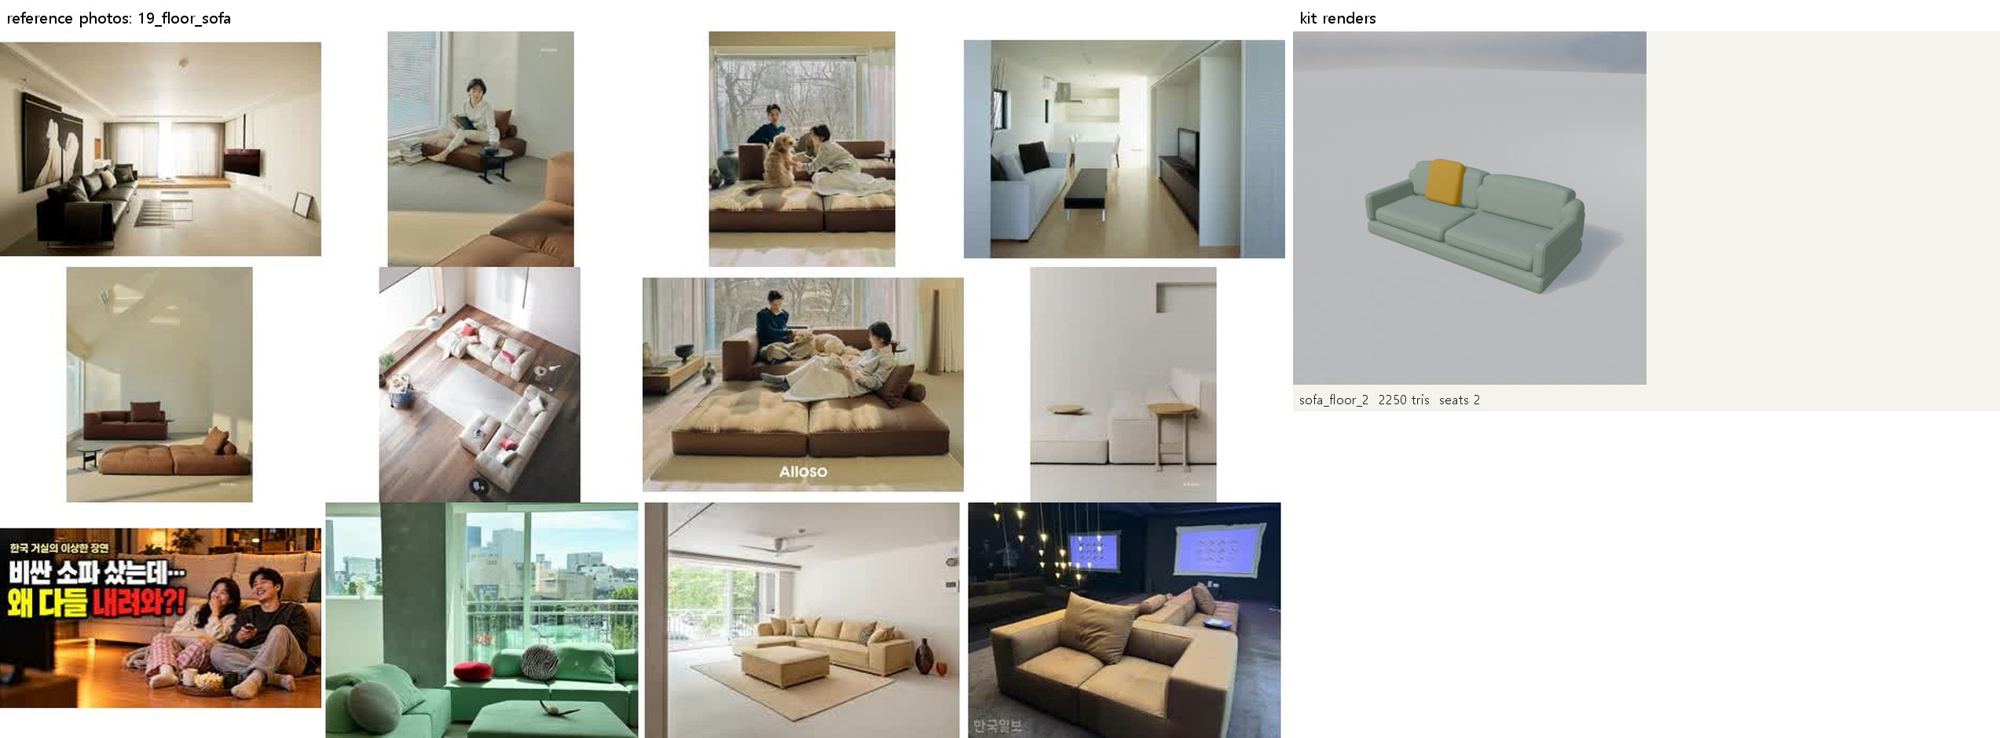 reference photos: 19_floor_sofa
kit renders
Alloso
한국 거실의 이상한 장면
비싼 소파 샀는데…
왜 다들 내려와?!
한국일보
sofa_floor_2 2250 tris seats 2